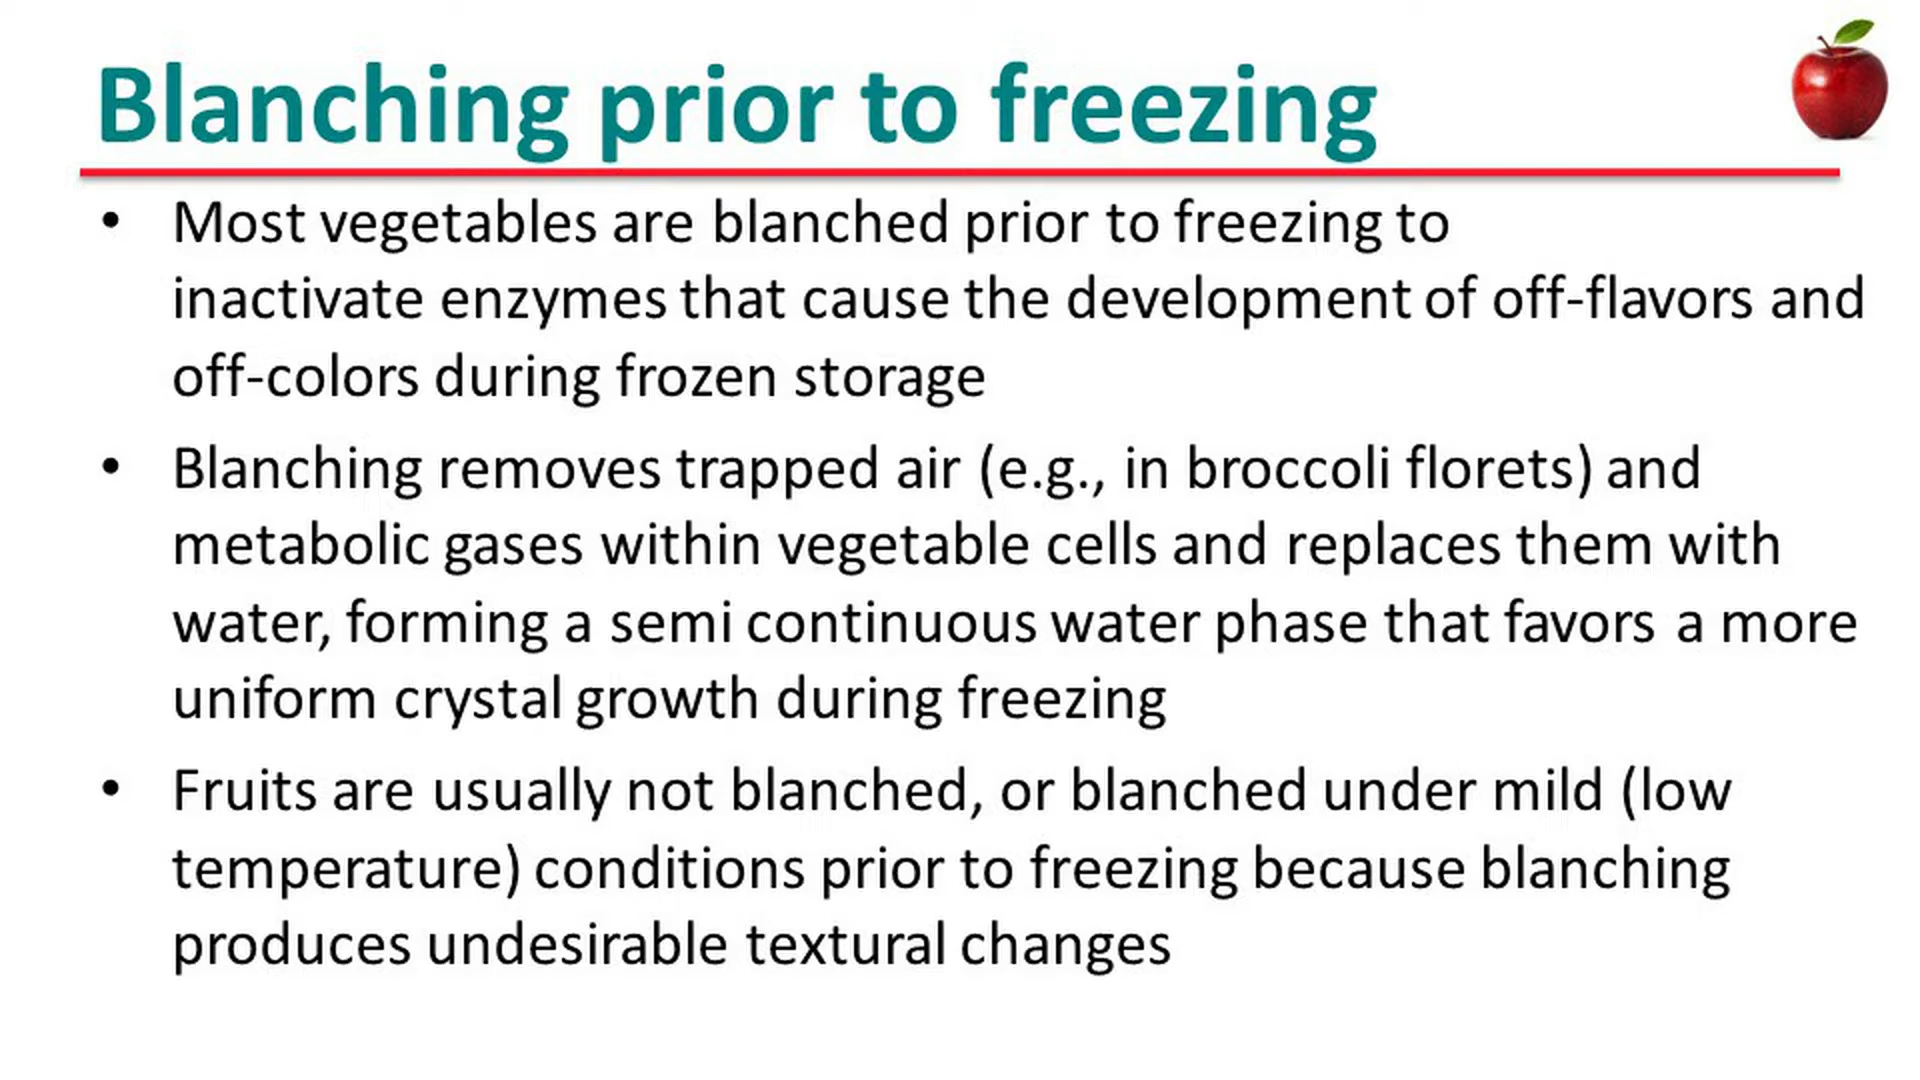 Blanching prior to freezing
• Most vegetables are blanched prior to freezing to
inactivate enzymes that cause the development of off-flavors and
off-colors during frozen storage
• Blanching removes trapped air (e.g., in broccoli florets) and
metabolic gases within vegetable cells and replaces them with
water, forming a semi continuous water phase that favors a more
uniform crystal growth during freezing
• Fruits are usually not blanched, or blanched under mild (low
temperature) conditions prior to freezing because blanching
produces undesirable textural changes